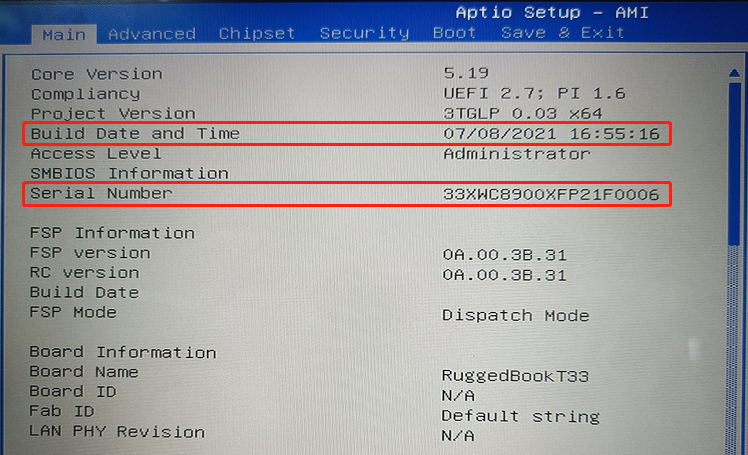 Aptio Setup - AMI
Main Advanced Chipset Security Boot Save & Exit
Core Version 5.19
Compliancy UEFI 2.7; PI 1.6
Project Version 3TGLP 0.03 x64
Build Date and Time 07/08/2021 16:55:16
Access Level Administrator
SMBIOS Information
Serial Number 33XWC8900XFP21F0006
FSP Information
FSP version 0A.00.3B.31
RC version 0A.00.3B.31
Build Date
FSP Mode Dispatch Mode
Board Information
Board Name RuggedBookT33
Board ID N/A
Fab ID Default string
LAN PHY Revision N/A